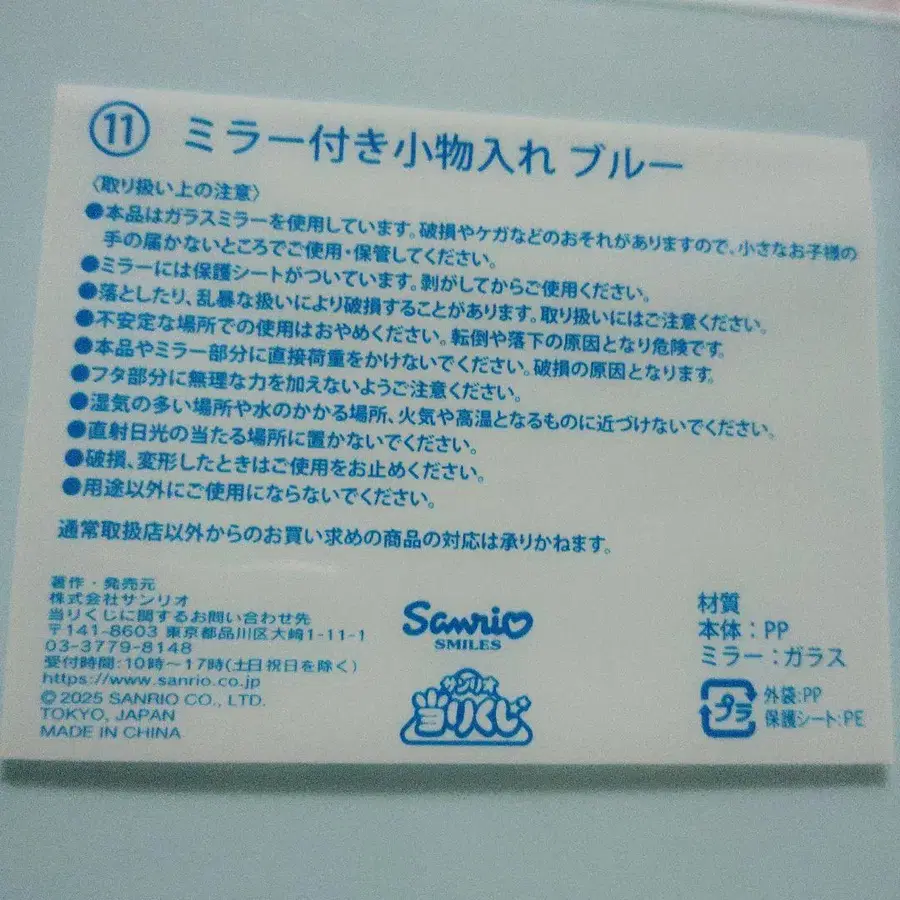 11 ミラー付き小物入れ ブルー
〈取り扱い上の注意〉
●本品はガラスミラーを使用しています。破損やケガなどのおそれがありますので、小さなお子様の
手の届かないところでご使用・保管してください。
●ミラーには保護シートがついています。剥がしてからご使用ください。
●落としたり、乱暴な扱いにより破損することがあります。取り扱いにはご注意ください。
●不安定な場所での使用はおやめください。転倒や落下の原因となり危険です。
●本品やミラー部分に直接荷重をかけないでください。破損の原因となります。
●フタ部分に無理な力を加えないようご注意ください。
●湿気の多い場所や水のかかる場所、火気や高温となるものに近づけないでください。
●直射日光の当たる場所に置かないでください。
●破損、変形したときはご使用をお止めください。
●用途以外にご使用にならないでください。
通常取扱店以外からのお買い求めの商品の対応は承りかねます。
著作・発売元
株式会社サンリオ
当りくじに関するお問い合わせ先
〒141-8603 東京都品川区大崎1-11-1
03-3779-8148
受付時間:10時～17時(土日祝日を除く)
https://www.sanrio.co.jp
©2025 SANRIO CO., LTD.
TOKYO, JAPAN
MADE IN CHINA
Sanrio
SMILES
サンリオ
当りくじ
材質
本体：PP
ミラー：ガラス
プラ
外袋:PP
保護シート:PE